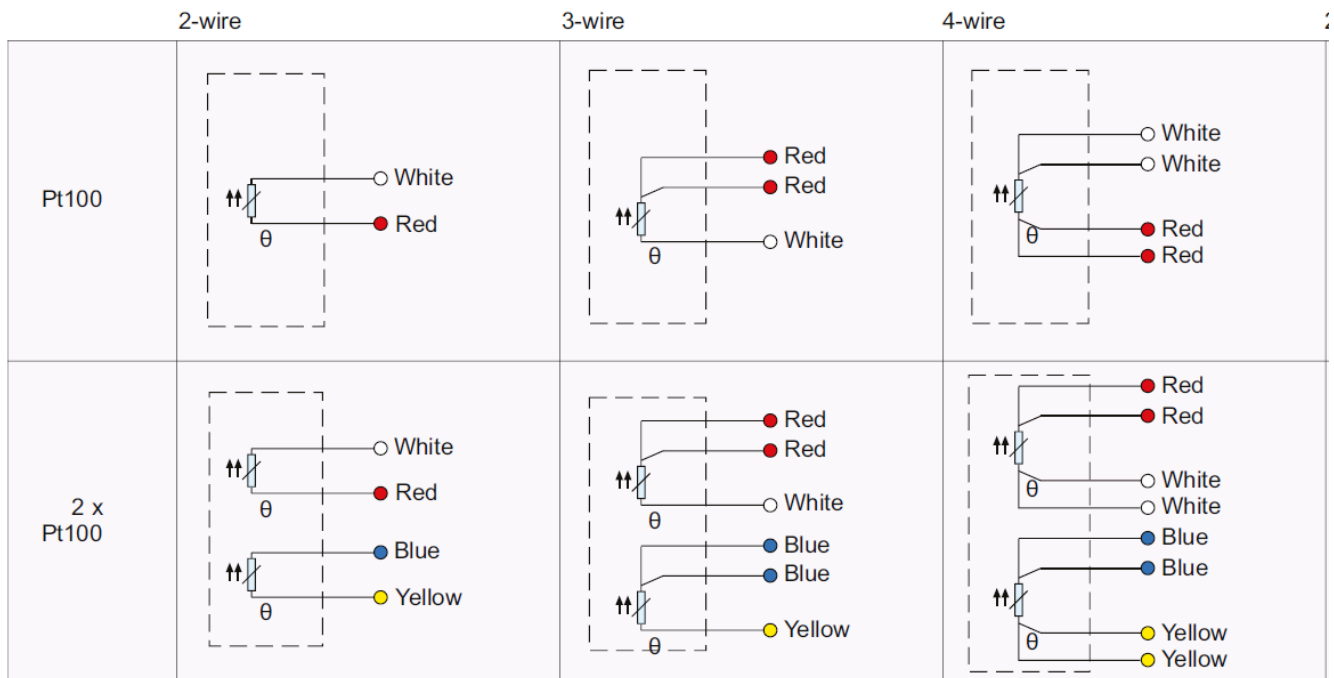 2-wire 3-wire 4-wire 2
Pt100
White
Red
θ
Red
Red
White
θ
White
White
Red
Red
θ
2 x
Pt100
White
Red
θ
Blue
Yellow
θ
Red
Red
White
θ
Blue
Blue
Yellow
θ
Red
Red
White
White
θ
Blue
Blue
Yellow
Yellow
θ